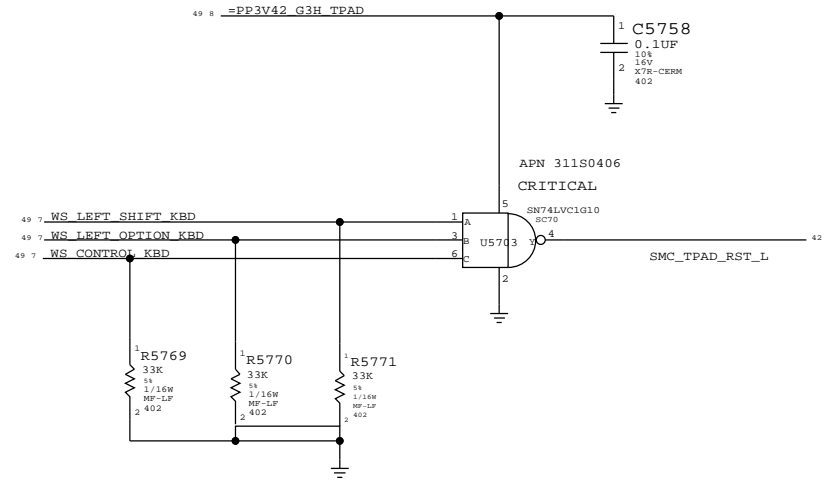 49 8 =PP3V42_G3H_TPAD
1 C5758
0.1UF
10%
16V
2 X7R-CERM
402
APN 311S0406
CRITICAL
5
SN74LVC1G10
SC70
49 7 WS_LEFT_SHIFT_KBD 1 A
49 7 WS_LEFT_OPTION_KBD 3 B U5703 Y 4 42
49 7 WS_CONTROL_KBD 6 C SMC_TPAD_RST_L
2
1 R5769
33K
5%
1/16W
MF-LF
2 402
1 R5770
33K
5%
1/16W
MF-LF
2 402
1 R5771
33K
5%
1/16W
MF-LF
2 402